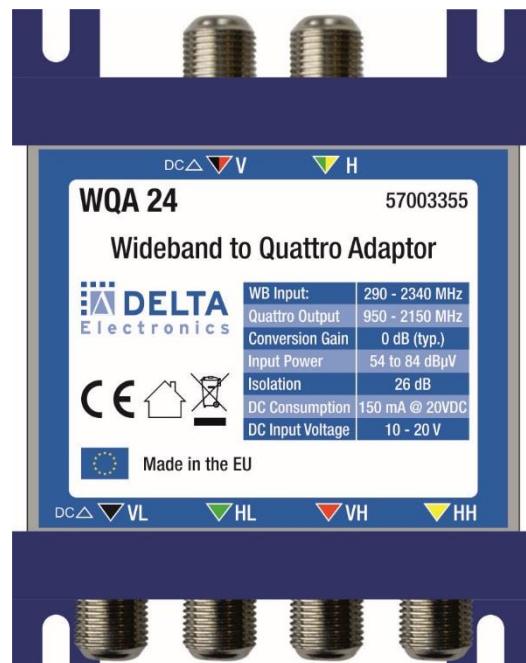 DC△ V H
WQA 24 57003355
Wideband to Quattro Adaptor
DELTA
Electronics
WB Input: 290 - 2340 MHz
Quattro Output 950 - 2150 MHz
Conversion Gain 0 dB (typ.)
Input Power 54 to 84 dBµV
Isolation 26 dB
DC Consumption 150 mA @ 20VDC
DC Input Voltage 10 - 20 V
CE
Made in the EU
DC△ VL HL VH HH